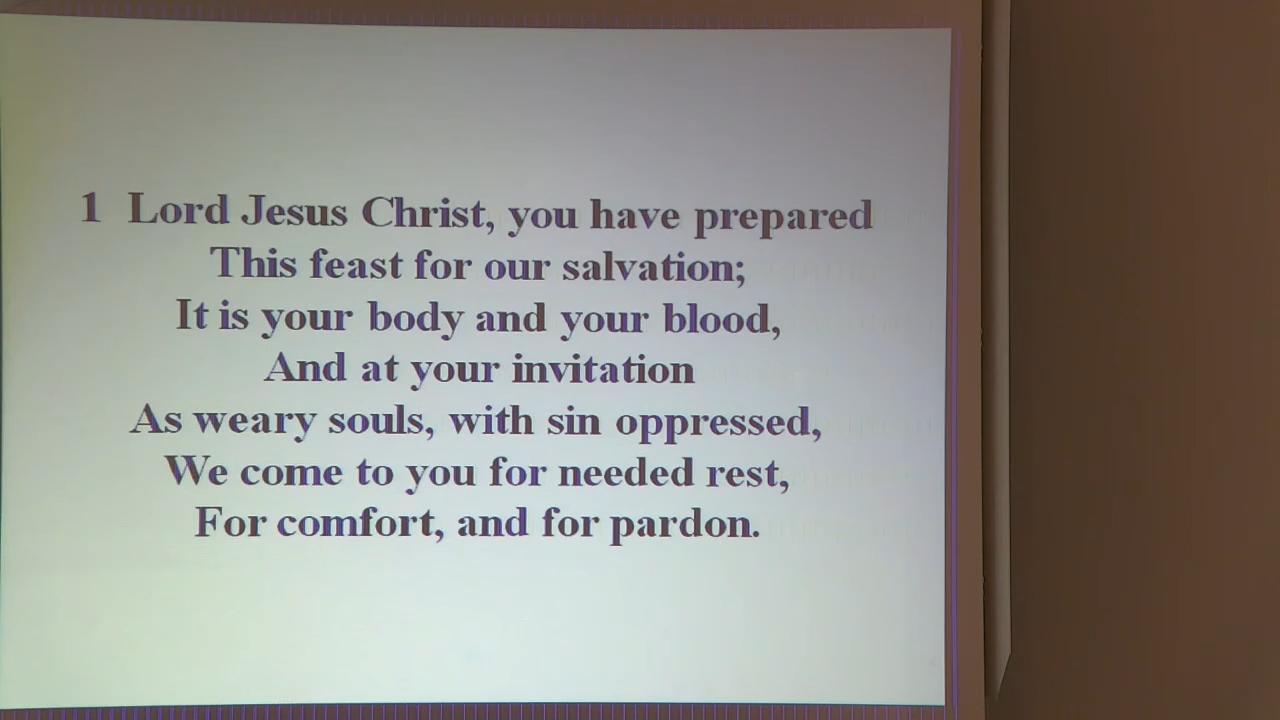 1 Lord Jesus Christ, you have prepared
This feast for our salvation;
It is your body and your blood,
And at your invitation
As weary souls, with sin oppressed,
We come to you for needed rest,
For comfort, and for pardon.